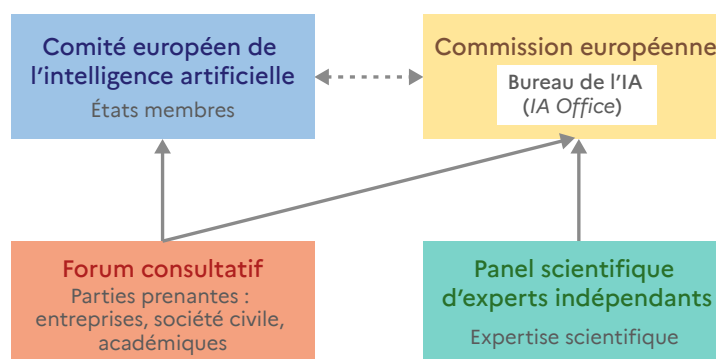 Comité européen de
l’intelligence artificielle
États membres
Commission européenne
Bureau de l’IA
(IA Office)
Forum consultatif
Parties prenantes :
entreprises, société civile,
académiques
Panel scientifique
d’experts indépendants
Expertise scientifique